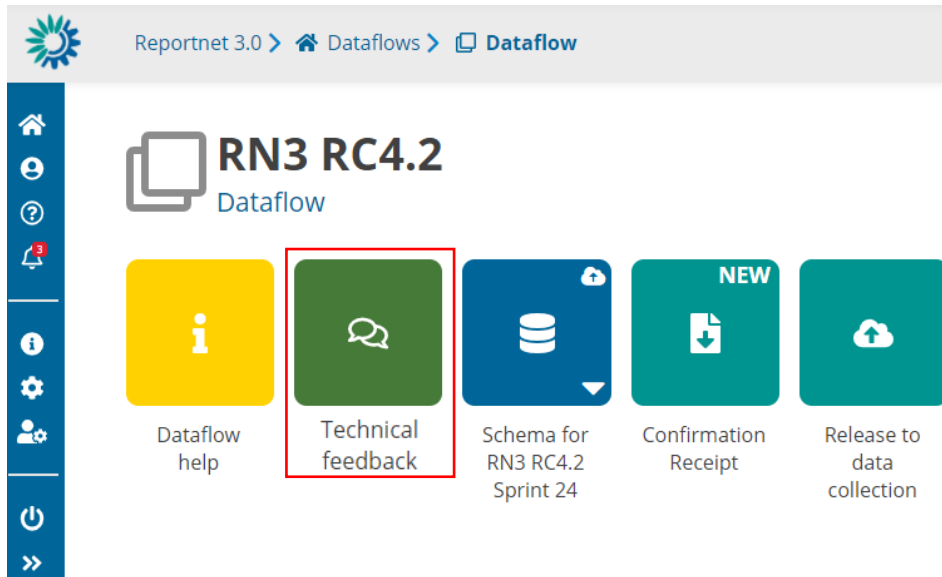 Reportnet 3.0 > Dataflows > Dataflow
3
RN3 RC4.2
Dataflow
NEW
Dataflow
help
Technical
feedback
Schema for
RN3 RC4.2
Sprint 24
Confirmation
Receipt
Release to
data
collection